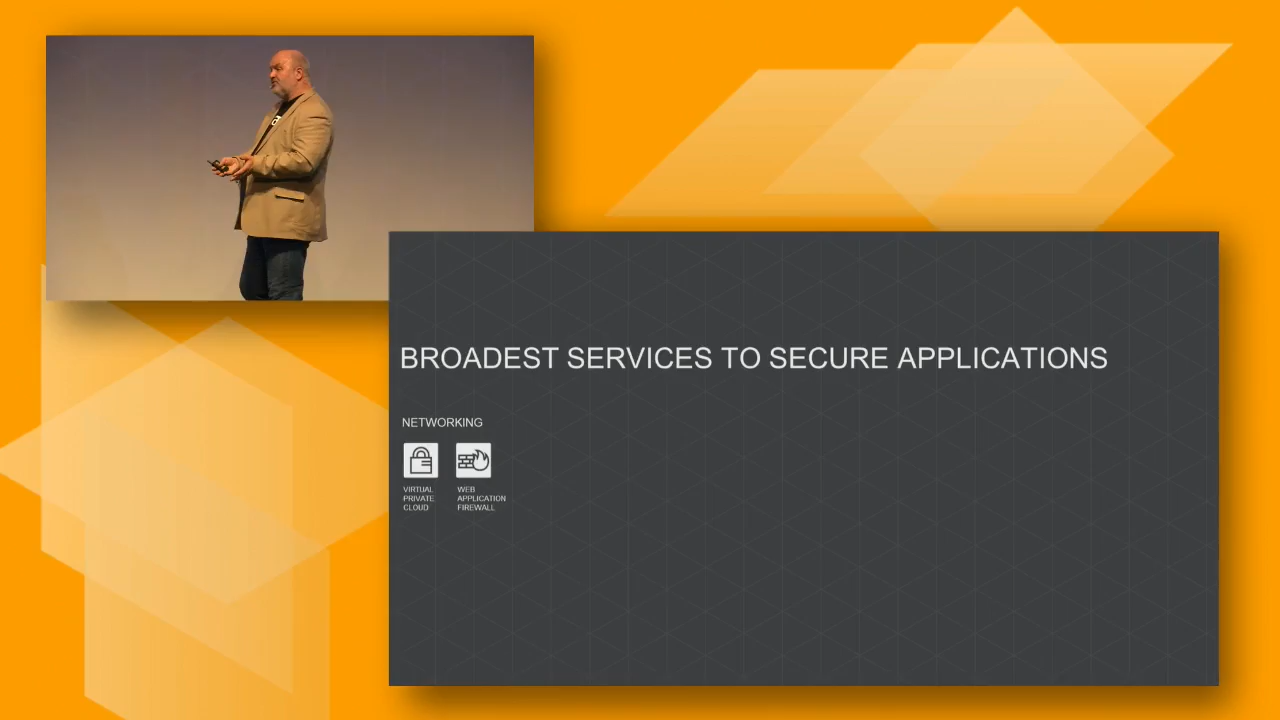 BROADEST SERVICES TO SECURE APPLICATIONS
NETWORKING
VIRTUAL
PRIVATE
CLOUD
WEB
APPLICATION
FIREWALL